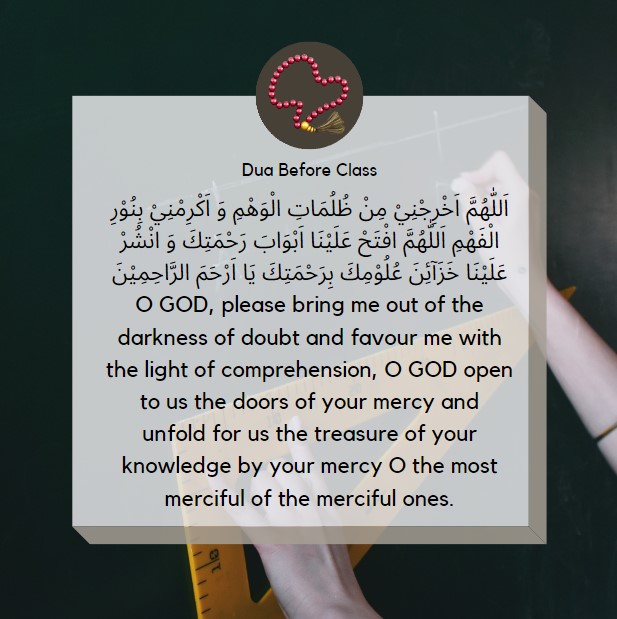 Dua Before Class
اَللّٰهُمَّ اَخْرِجْنِيْ مِنْ ظُلُمَاتِ الْوَهْمِ وَ اَكْرِمْنِيْ بِنُوْرِ
الْفَهْمِ اَللّٰهُمَّ افْتَحْ عَلَيْنَا اَبْوَابَ رَحْمَتِكَ وَ انْشُرْ
عَلَيْنَا خَزَآئِنَ عُلُوْمِكَ بِرَحْمَتِكَ يَا اَرْحَمَ الرَّاحِمِيْنَ
O GOD, please bring me out of the
darkness of doubt and favour me with
the light of comprehension, O GOD open
to us the doors of your mercy and
unfold for us the treasure of your
knowledge by your mercy O the most
merciful of the merciful ones.